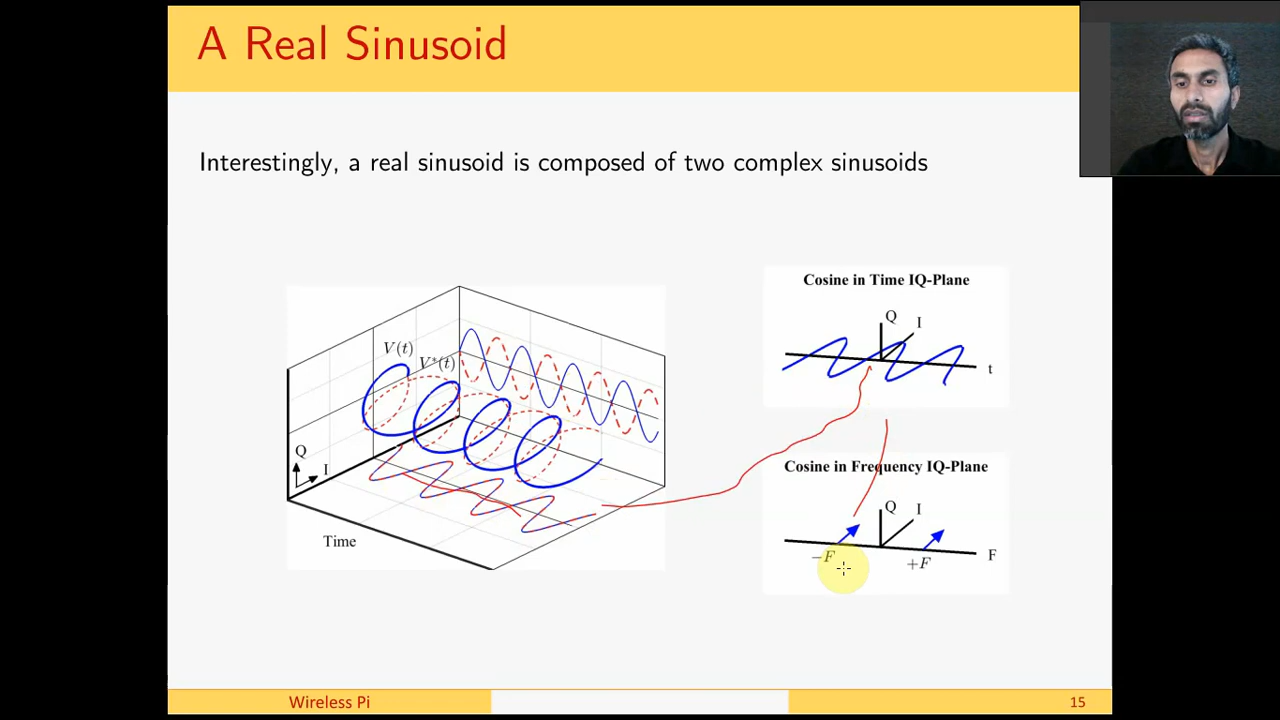 A Real Sinusoid
Interestingly, a real sinusoid is composed of two complex sinusoids
V(t)
V*(t)
Q
I
Time
Cosine in Time IQ-Plane
Q
I
t
Cosine in Frequency IQ-Plane
Q
I
F
−F
+F
Wireless Pi
15